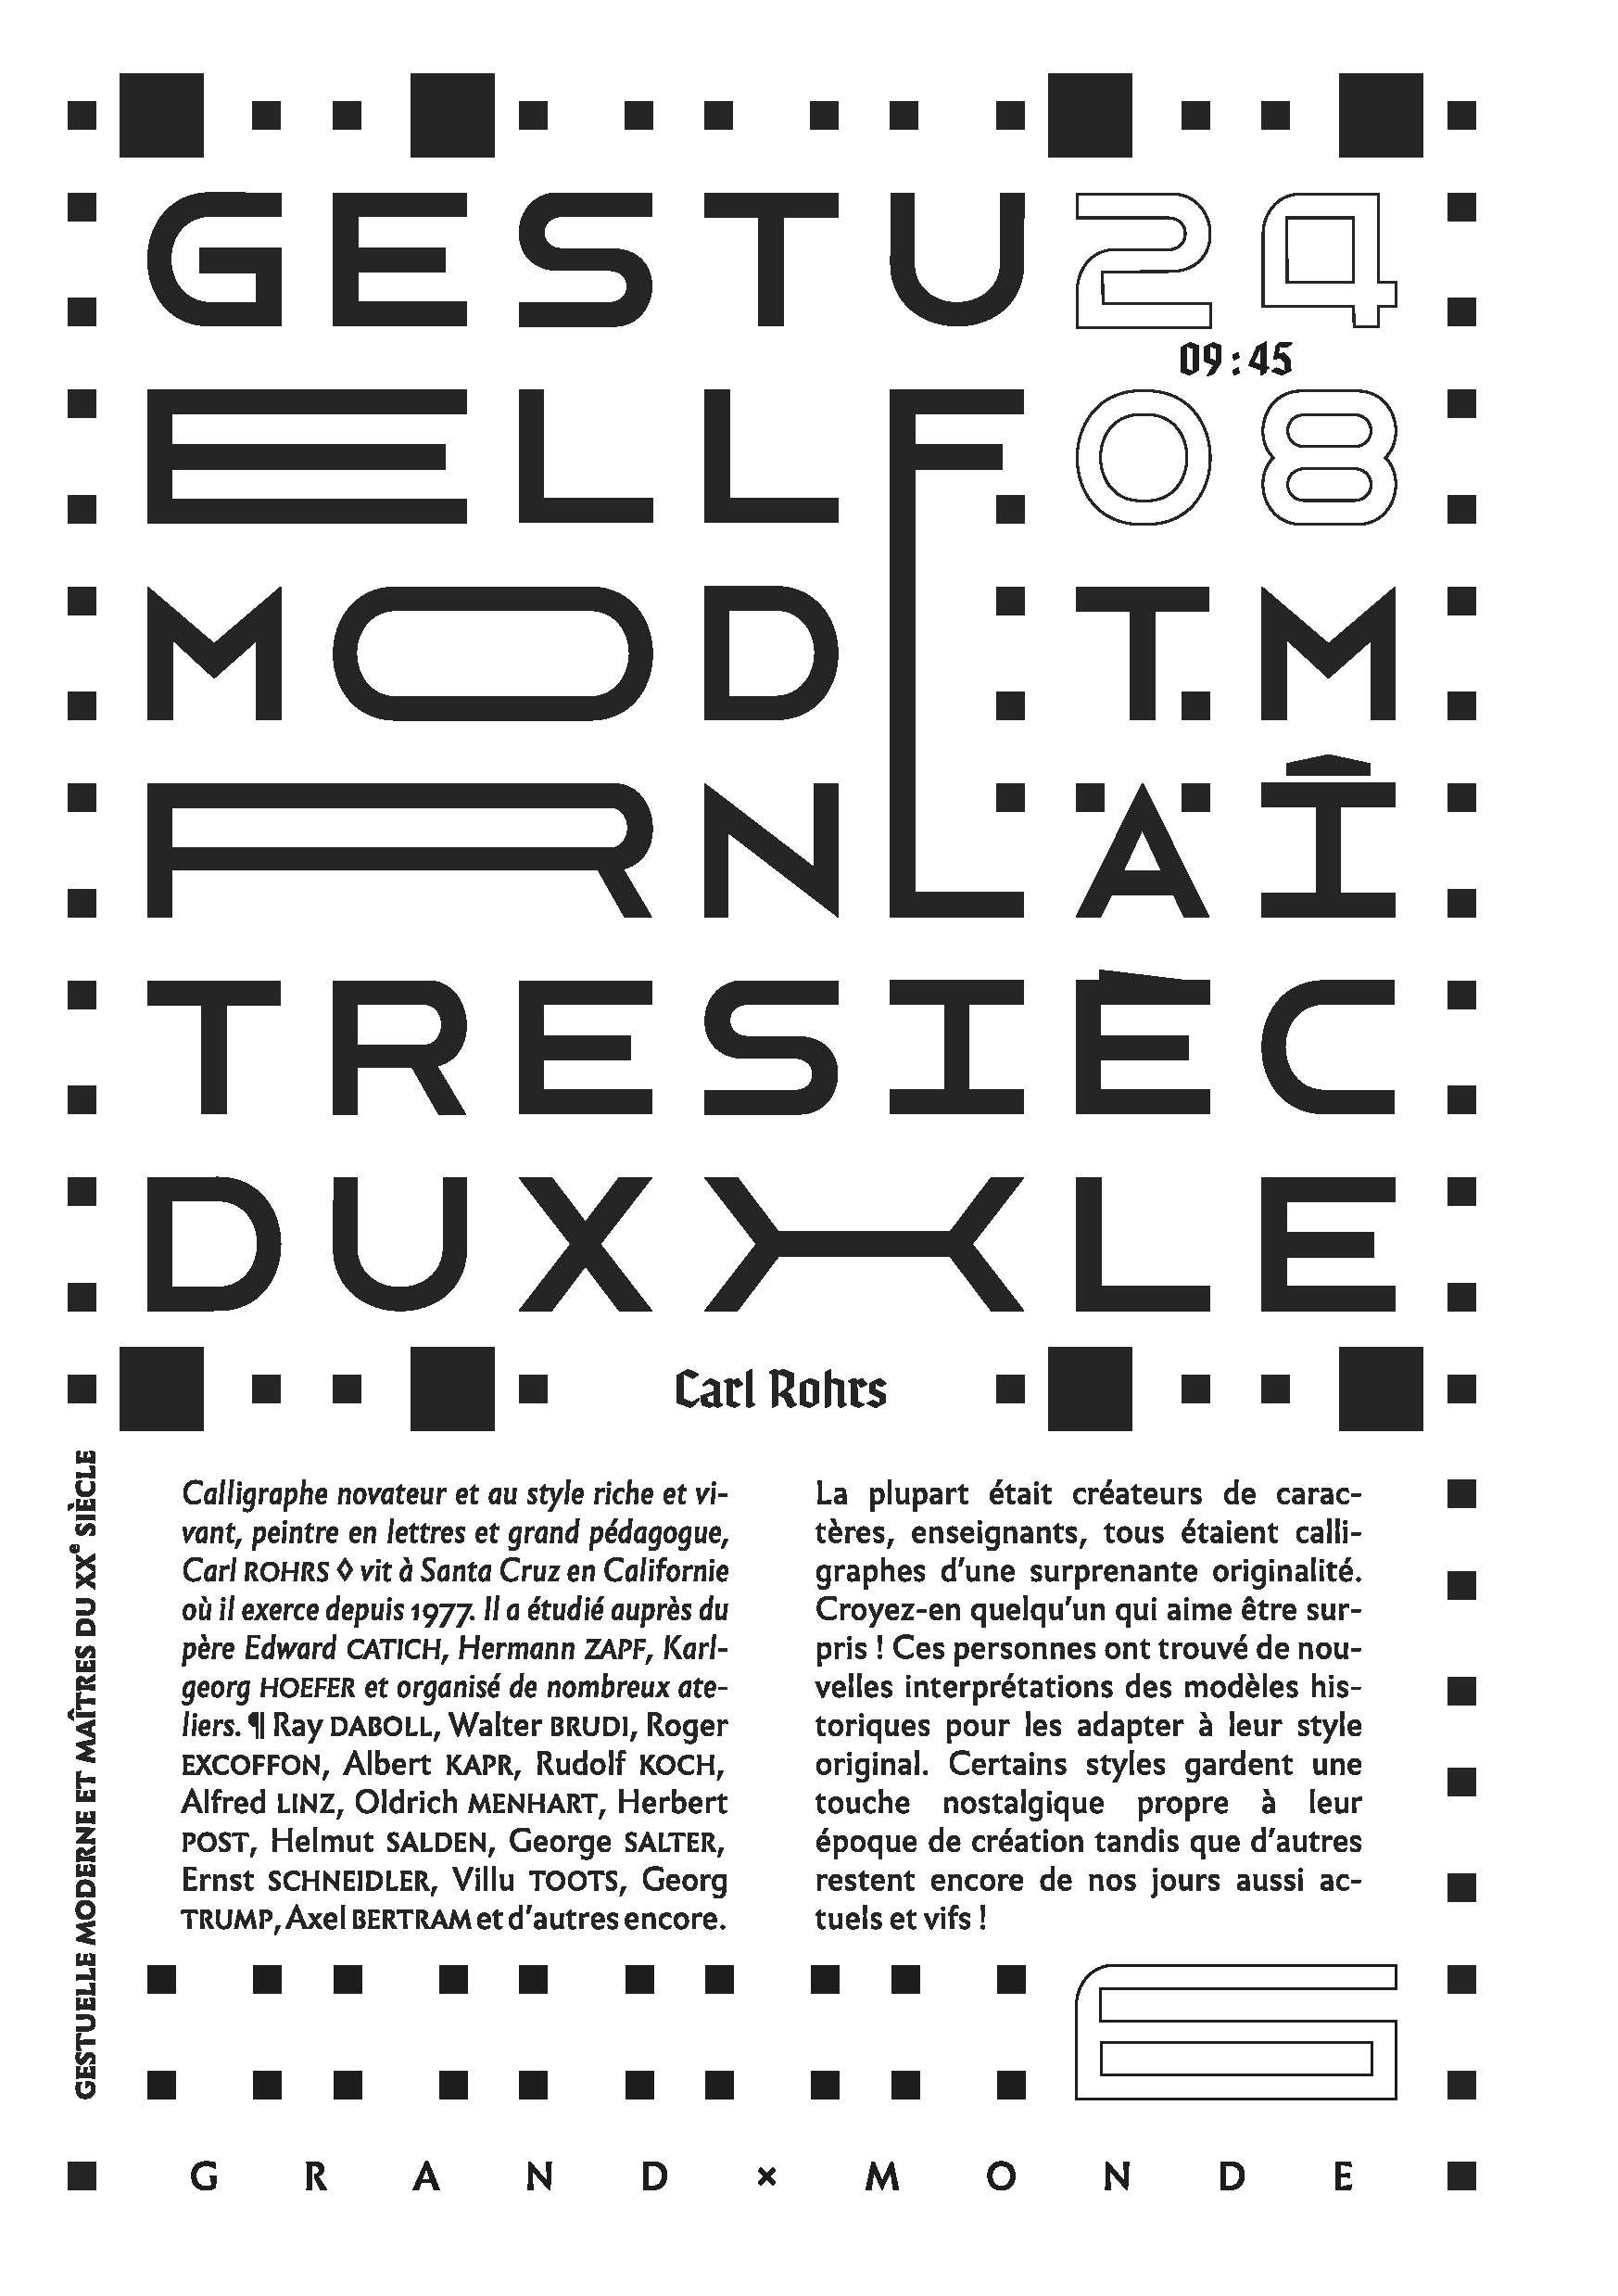 GESTU 24
09:45
ELLE 08
MOD T.M
RN AÎ
TRESIÈC
DUXXLE
Carl Rohrs
GESTUELLE MODERNE ET MAÎTRES DU XXe SIÈCLE
Calligraphe novateur et au style riche et vi-
vant, peintre en lettres et grand pédagogue,
Carl ROHRS ◊ vit à Santa Cruz en Californie
où il exerce depuis 1977. Il a étudié auprès du
père Edward CATICH, Hermann ZAPF, Karl-
georg HOEFER et organisé de nombreux ate-
liers. ¶ Ray DABOLL, Walter BRUDI, Roger
EXCOFFON, Albert KAPR, Rudolf KOCH,
Alfred LINZ, Oldrich MENHART, Herbert
POST, Helmut SALDEN, George SALTER,
Ernst SCHNEIDLER, Villu TOOTS, Georg
TRUMP, Axel BERTRAM et d'autres encore.
La plupart était créateurs de carac-
tères, enseignants, tous étaient calli-
graphes d'une surprenante originalité.
Croyez-en quelqu'un qui aime être sur-
pris ! Ces personnes ont trouvé de nou-
velles interprétations des modèles his-
toriques pour les adapter à leur style
original. Certains styles gardent une
touche nostalgique propre à leur
époque de création tandis que d'autres
restent encore de nos jours aussi ac-
tuels et vifs !
6
GRAND × MONDE